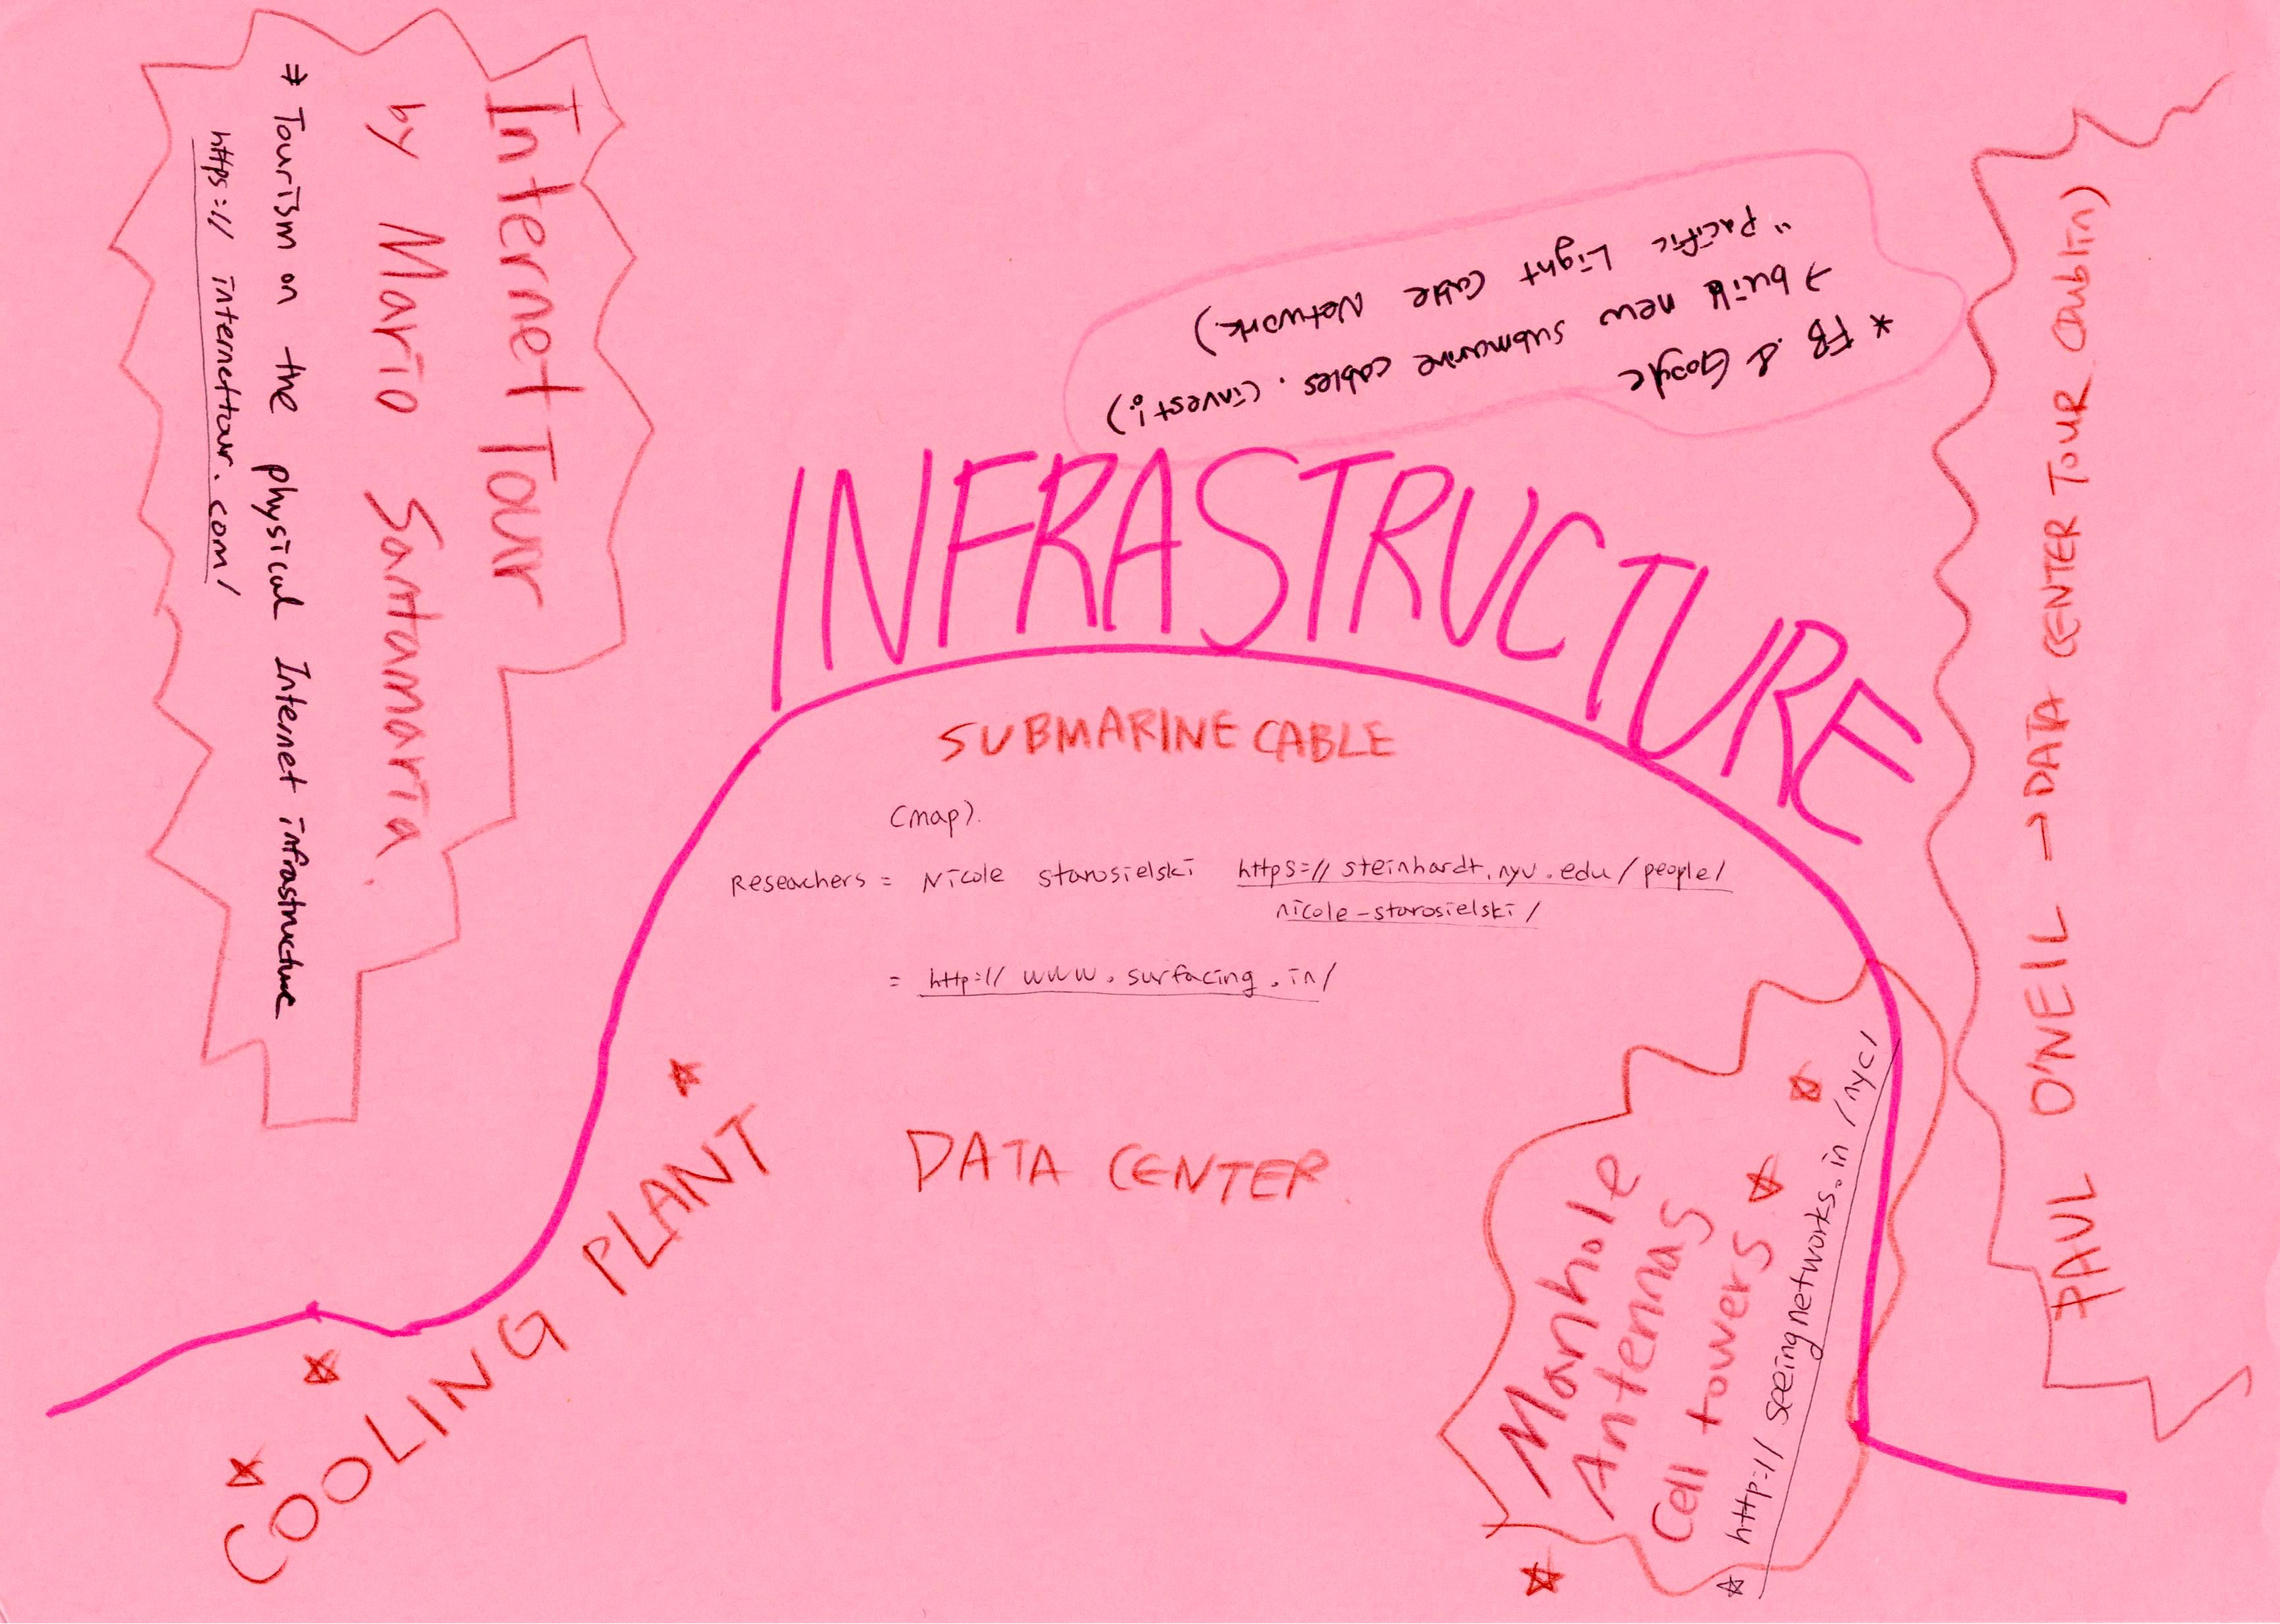 Internet Tour
by Mario Santamaria.
⇒ Tourism on the physical Internet infrastructure
https://internettour.com/
* FB & Google
→ build new submarine cables. (invest!)
"Pacific Light Cable Network)
INFRASTRUCTURE
SUBMARINE CABLE
(map).
Researchers = Nicole starosielski https://steinhardt.nyu.edu/people/
nicole-starosielski/
= http://www.surfacing.in/
DATA CENTER.
COOLING PLANT
Manhole
Antennas
Cell towers
☆ http://seeingnetworks.in/nyc/
PAUL O'NEIL → DATA CENTER TOUR (Dublin)